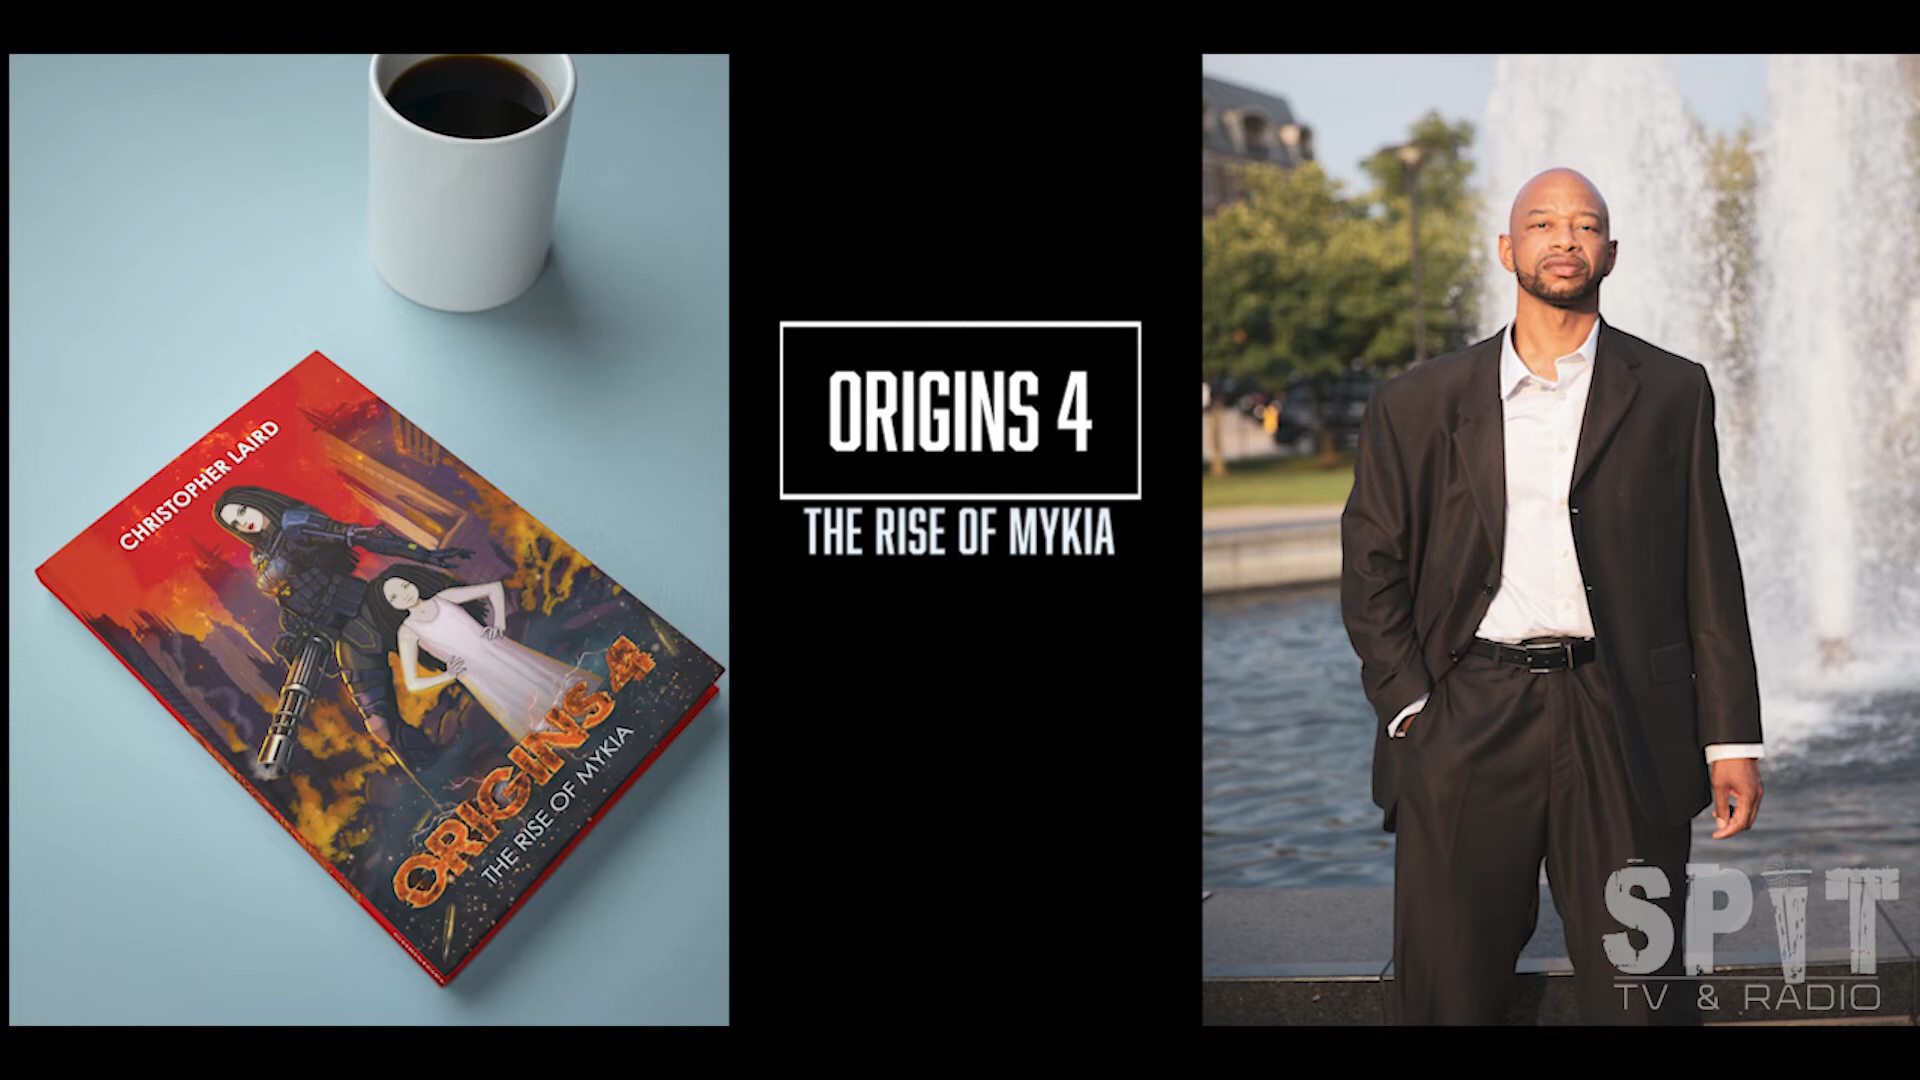 CHRISTOPHER LAIRD
ORIGINS 4
THE RISE OF MYKIA
ORIGINS 4
THE RISE OF MYKIA
SPIT
TV & RADIO